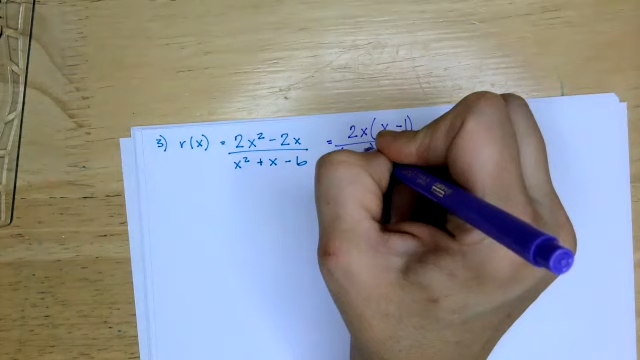 3) r(x) = 2x² - 2x / x² + x - 6 = 2x(x - 1)